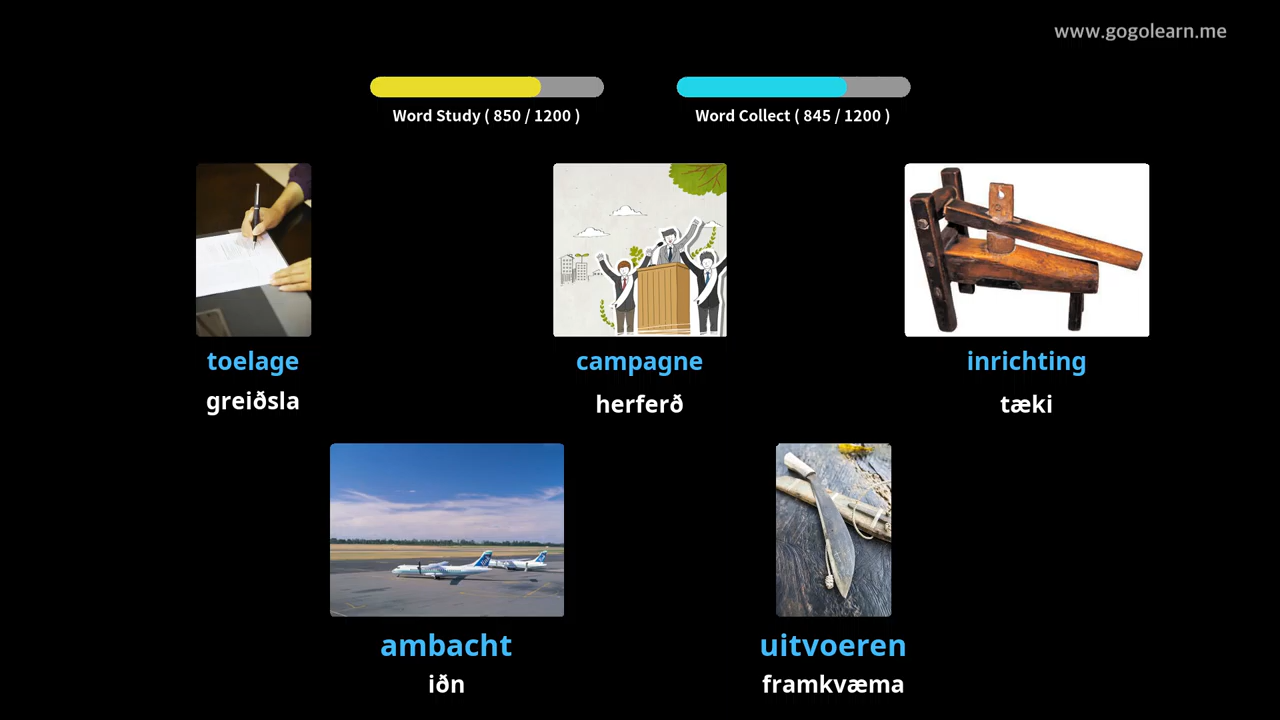 www.gogolearn.me
Word Study ( 850 / 1200 )
Word Collect ( 845 / 1200 )
toelage
greiðsla
campagne
herferð
inrichting
tæki
ambacht
iðn
uitvoeren
framkvæma